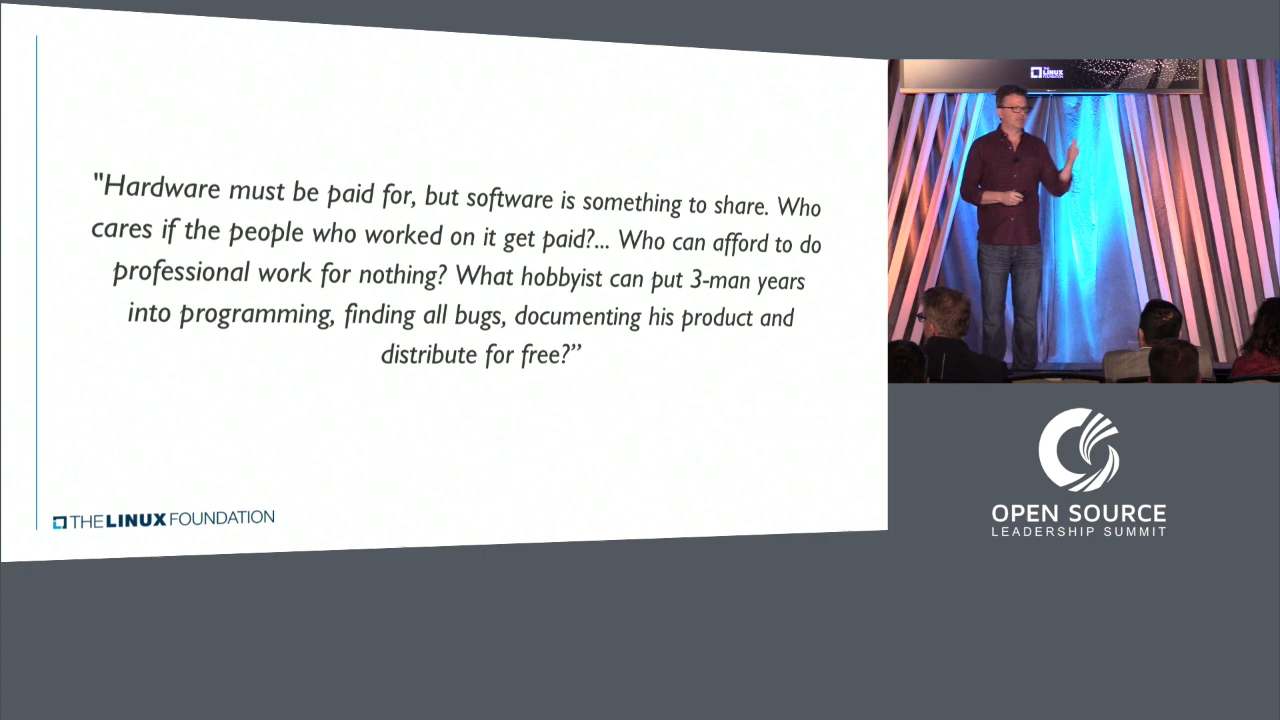 "Hardware must be paid for, but software is something to share. Who
cares if the people who worked on it get paid?... Who can afford to do
professional work for nothing? What hobbyist can put 3-man years
into programming, finding all bugs, documenting his product and
distribute for free?”
THE LINUX FOUNDATION
THE
LINUX
FOUNDATION
OPEN SOURCE
LEADERSHIP SUMMIT